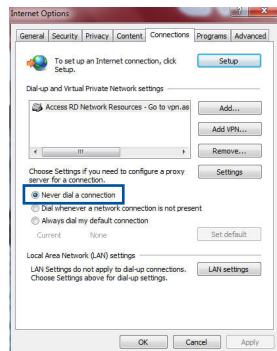 Internet Options
General Security Privacy Content Connections Programs Advanced
To set up an Internet connection, click
Setup.
Setup
Dial-up and Virtual Private Network settings
Access RD Network Resources - Go to vpn.as
Add...
Add VPN...
Remove...
Choose Settings if you need to configure a proxy
server for a connection.
Settings
Never dial a connection
Dial whenever a network connection is not present
Always dial my default connection
Current None
Set default
Local Area Network (LAN) settings
LAN Settings do not apply to dial-up connections.
Choose Settings above for dial-up settings.
LAN settings
OK Cancel Apply